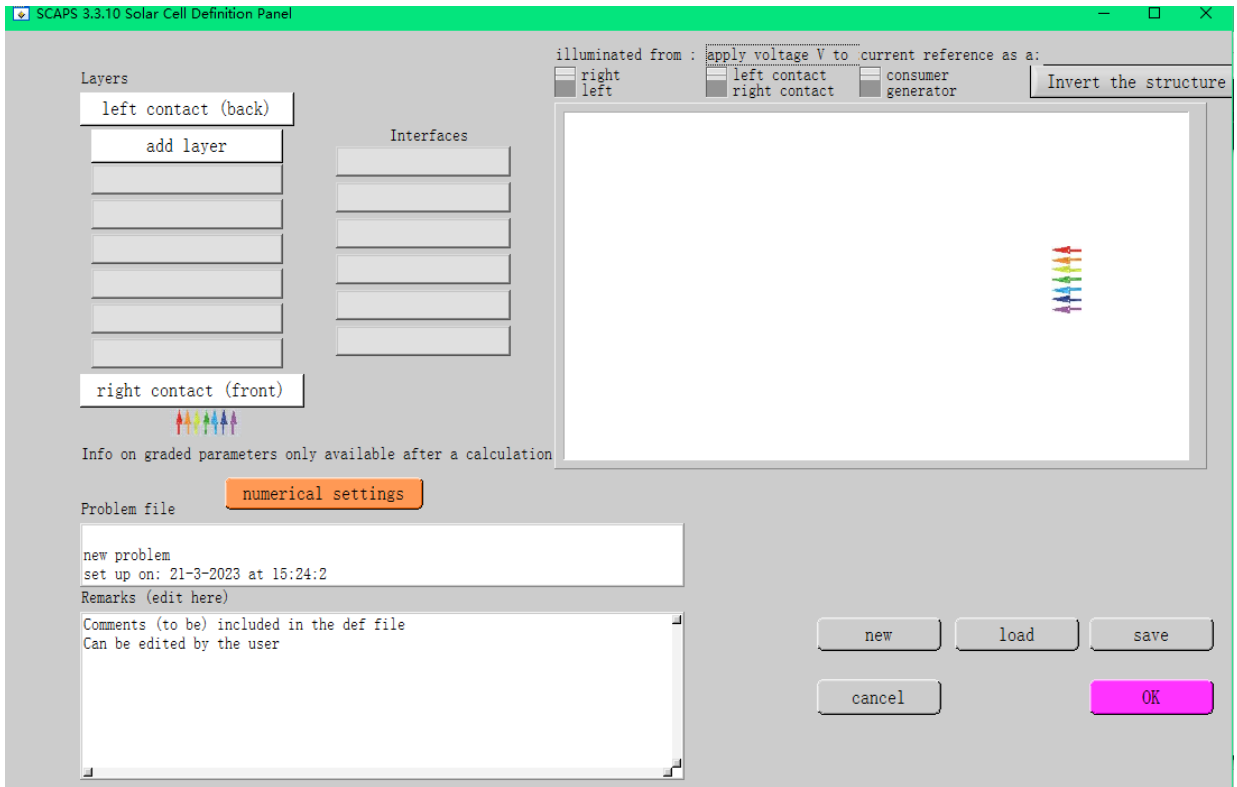 SCAPS 3.3.10 Solar Cell Definition Panel
illuminated from : apply voltage V to current reference as a:
right
left
left contact
right contact
consumer
generator
Invert the structure
Layers
left contact (back)
add layer
Interfaces
right contact (front)
Info on graded parameters only available after a calculation
numerical settings
Problem file
new problem
set up on: 21-3-2023 at 15:24:2
Remarks (edit here)
Comments (to be) included in the def file
Can be edited by the user
new
load
save
cancel
OK